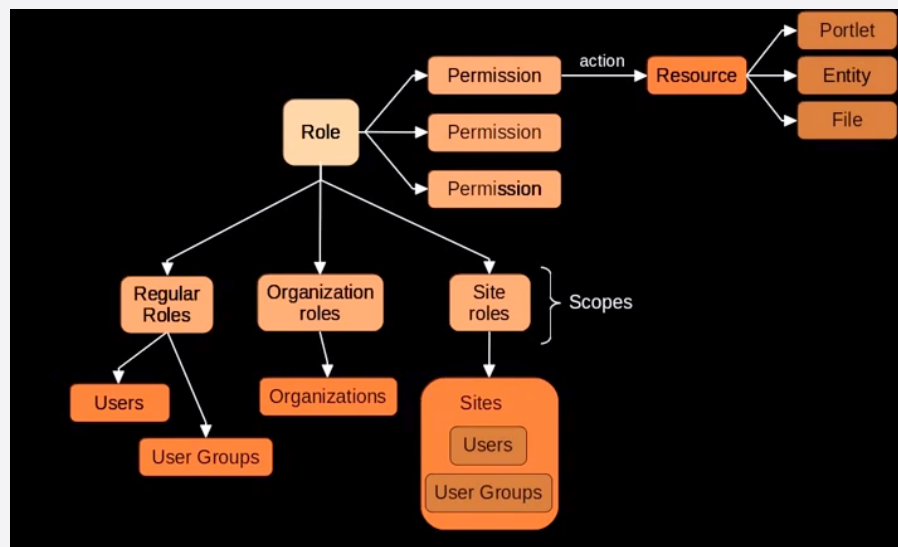 Portlet
action
Permission
Resource
Entity
Role
Permission
File
Permission
Regular
Roles
Organization
roles
Site
roles
Scopes
Users
Organizations
Sites
User Groups
Users
User Groups